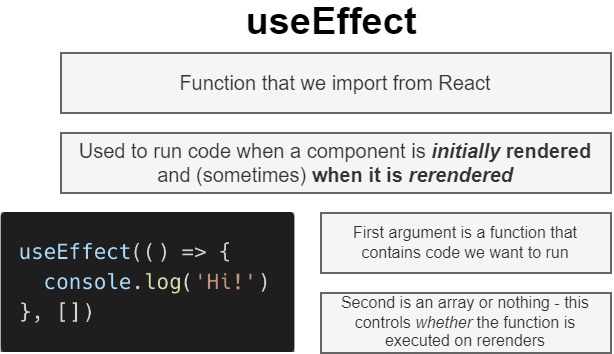 useEffect
Function that we import from React
Used to run code when a component is initially rendered
and (sometimes) when it is rerendered
useEffect(() => {
  console.log('Hi!')
}, [])
First argument is a function that
contains code we want to run
Second is an array or nothing - this
controls whether the function is
executed on rerenders